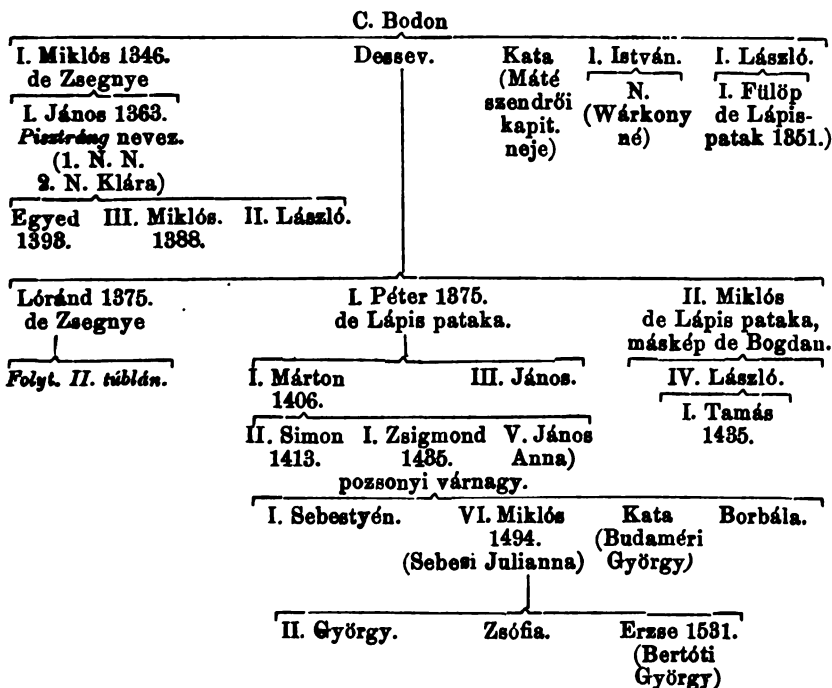 C. Bodon
I. Miklós 1346. Dessev. Kata 1. István. I. László.
de Zsegnye (Máté N. I. Fülöp
I. János 1363. szendrői (Wárkony de Lápis-
Pisztráng nevez. kapit. né) patak 1351.)
(1. N. N. neje)
2. N. Klára)
Egyed III. Miklós. II. László.
1393. 1388.
Lóránd 1375. I. Péter 1375. II. Miklós
de Zsegnye de Lápis pataka. de Lápis pataka,
máskép de Bogdan.
Folyt. II. táblán. I. Márton III. János. IV. László.
1406. I. Tamás
II. Simon I. Zsigmond V. János 1435.
1413. 1435. Anna)
pozsonyi várnagy.
I. Sebestyén. VI. Miklós Kata Borbála.
1494. (Budaméri
(Sebesi Julianna) György)
II. György. Zsófia. Erzse 1531.
(Bertóti
György)